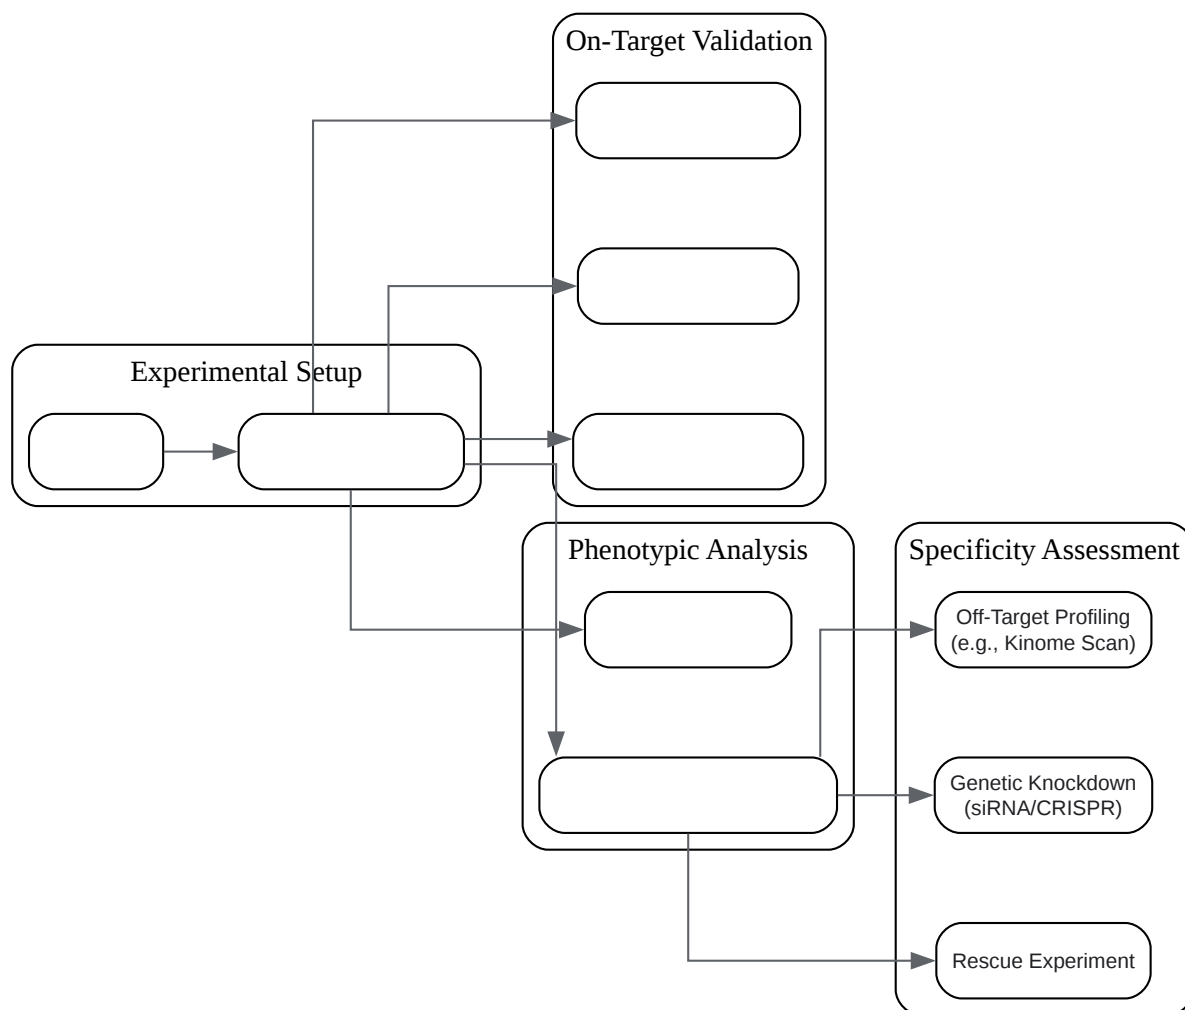 On-Target Validation
Experimental Setup
Phenotypic Analysis
Specificity Assessment
Off-Target Profiling
(e.g., Kinome Scan)
Genetic Knockdown
(siRNA/CRISPR)
Rescue Experiment